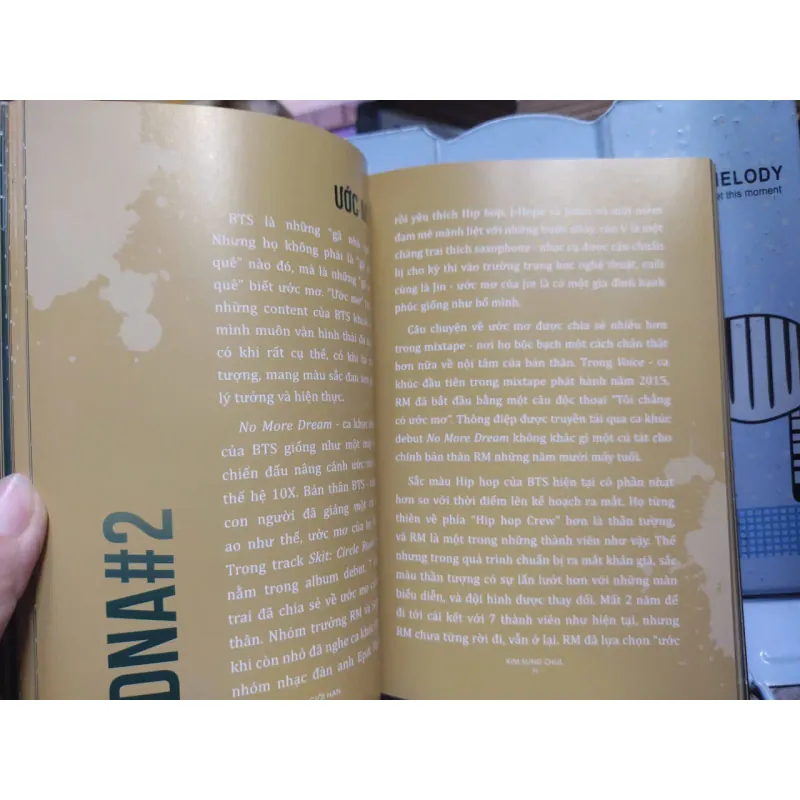 DNA#2
ƯỚC
BTS là những "gã nhà
Nhưng họ không phải là "gã
quê" nào đó, mà là những "gã
quê" biết ước mơ. "Ước mơ"
những content của BTS
mình muôn vàn hình thái
có khi rất cụ thể, có khi
tượng, mang màu sắc đan xen
lý tưởng và hiện thực.
No More Dream - ca khúc
của BTS giống như một
chiến đấu nâng cánh ước
thế hệ 10X. Bản thân BTS -
con người đã giáng một
ao như thế, ước mơ của họ
Trong track Skit: Circle
nằm trong album debut, 7
trai đã chia sẻ về ước mơ
thân. Nhóm trưởng RM và
khi còn nhỏ đã nghe ca khúc
nhóm nhạc đàn anh Epik
GIỚI HẠN
rồi yêu thích Hip hop, J-Hope và Jimin có một niềm
đam mê mãnh liệt với những bước nhảy, còn V là một
chàng trai thích saxophone - nhạc cụ được cậu chuẩn
bị cho kỳ thi vào trường trung học nghệ thuật, cuối
cùng là Jin - ước mơ của Jin là có một gia đình hạnh
phúc giống như bố mình.
Câu chuyện về ước mơ được chia sẻ nhiều hơn
trong mixtape - nơi họ bộc bạch một cách chân thật
hơn nữa về nội tâm của bản thân. Trong Voice - ca
khúc đầu tiên trong mixtape phát hành năm 2015,
RM đã bắt đầu bằng một câu độc thoại "Tôi chẳng
có ước mơ". Thông điệp được truyền tải qua ca khúc
debut No More Dream không khác gì một cú tát cho
chính bản thân RM những năm mười mấy tuổi.
Sắc màu Hip hop của BTS hiện tại có phần nhạt
hơn so với thời điểm lên kế hoạch ra mắt. Họ từng
thiên về phía "Hip hop Crew" hơn là thần tượng,
và RM là một trong những thành viên như vậy. Thế
nhưng trong quá trình chuẩn bị ra mắt khán giả, sắc
màu thần tượng có sự lấn lướt hơn với những màn
biểu diễn, và đội hình được thay đổi. Mất 2 năm để
đi tới cái kết với 7 thành viên như hiện tại, nhưng
RM chưa từng rời đi, vẫn ở lại. RM đã lựa chọn "ước
KIM SUNG CHUL
MELODY
this moment